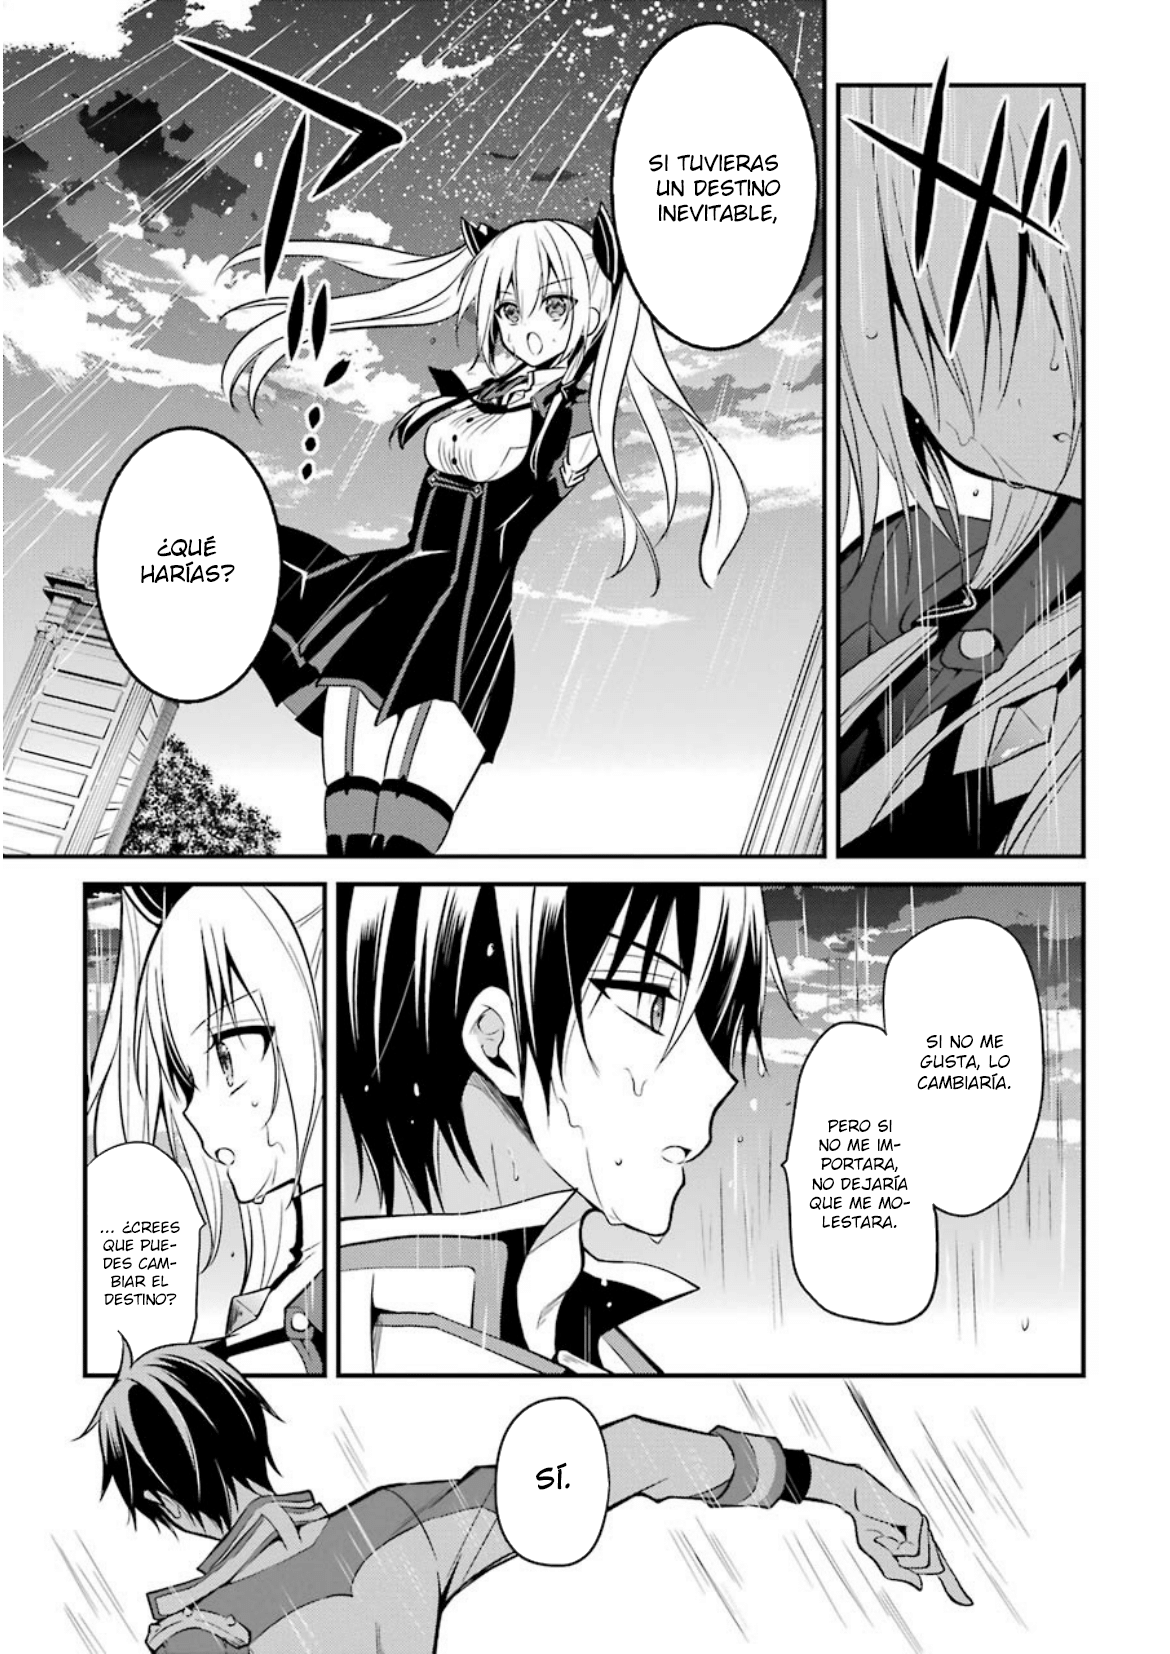 SI TUVIERAS
UN DESTINO
INEVITABLE,
¿QUÉ
HARÍAS?
SI NO ME
GUSTA, LO
CAMBIARÍA.
PERO SI
NO ME IM-
PORTARA,
NO DEJARÍA
QUE ME MO-
LESTARA.
... ¿CREES
QUE PUE-
DES CAM-
BIAR EL
DESTINO?
SÍ.